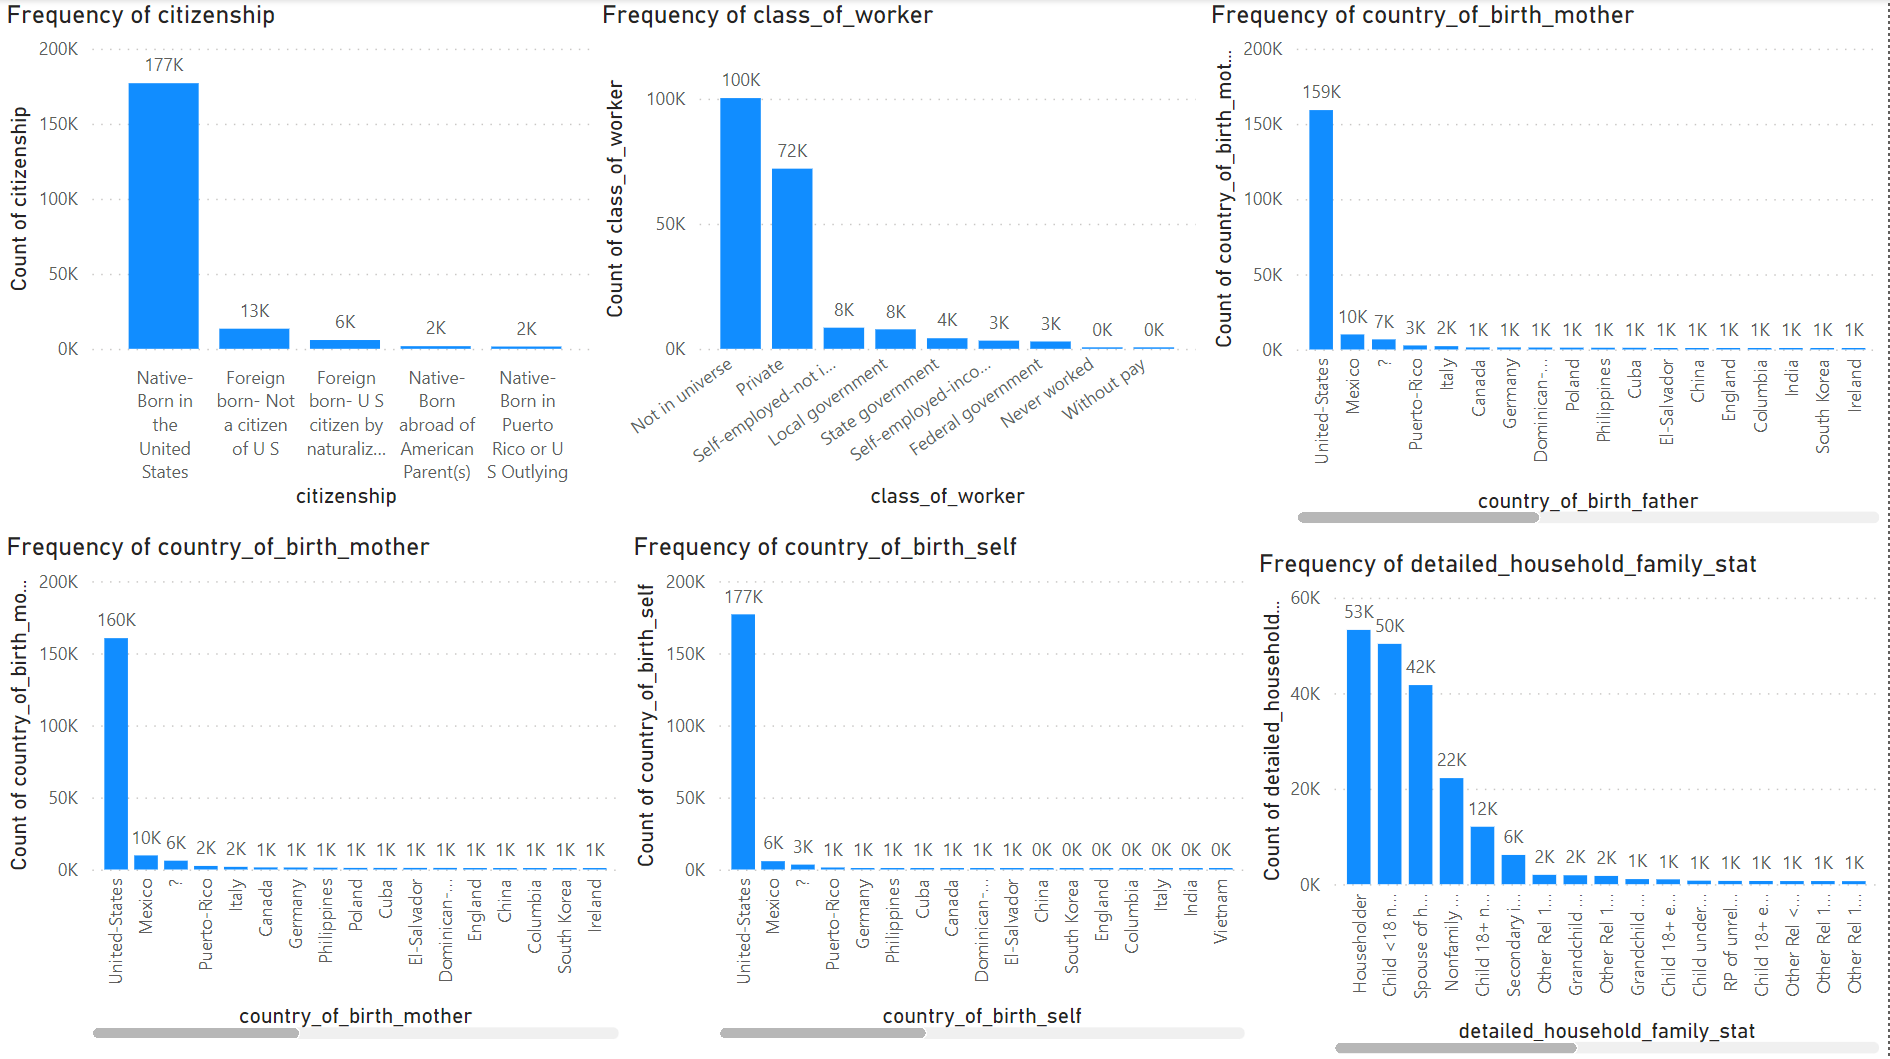 Frequency of citizenship
Count of citizenship
200K
150K
100K
50K
0K
177K
13K
6K
2K
2K
Native-
Born in
the
United
States
Foreign
born- Not
a citizen
of U S
Foreign
born- U S
citizen by
naturaliz...
Native-
Born
abroad of
American
Parent(s)
Native-
Born in
Puerto
Rico or U
S Outlying
citizenship
Frequency of class_of_worker
Count of class_of_worker
100K
50K
0K
100K
72K
8K
8K
4K
3K
3K
0K
0K
Not in universe
Private
Self-employed-not i...
Local government
State government
Self-employed-inco...
Federal government
Never worked
Without pay
class_of_worker
Frequency of country_of_birth_mother
Count of country_of_birth_mot...
200K
150K
100K
50K
0K
159K
10K
7K
3K
2K
1K
1K
1K
1K
1K
1K
1K
1K
1K
1K
1K
1K
1K
United-States
Mexico
?
Puerto-Rico
Italy
Canada
Germany
Dominican-...
Poland
Philippines
Cuba
El-Salvador
China
England
Columbia
India
South Korea
Ireland
country_of_birth_father
Frequency of country_of_birth_mother
Count of country_of_birth_mo...
200K
150K
100K
50K
0K
160K
10K
6K
2K
2K
1K
1K
1K
1K
1K
1K
1K
1K
1K
1K
1K
1K
United-States
Mexico
?
Puerto-Rico
Italy
Canada
Germany
Philippines
Poland
Cuba
El-Salvador
Dominican-...
England
China
Columbia
South Korea
Ireland
country_of_birth_mother
Frequency of country_of_birth_self
Count of country_of_birth_self
200K
150K
100K
50K
0K
177K
6K
3K
1K
1K
1K
1K
1K
1K
1K
0K
0K
0K
0K
0K
0K
0K
United-States
Mexico
?
Puerto-Rico
Germany
Philippines
Cuba
Canada
Dominican-...
El-Salvador
China
South Korea
England
Columbia
Italy
India
Vietnam
country_of_birth_self
Frequency of detailed_household_family_stat
Count of detailed_household...
60K
40K
20K
0K
53K
50K
42K
22K
12K
6K
2K
2K
2K
1K
1K
1K
1K
1K
1K
1K
1K
Householder
Child <18 n...
Spouse of h...
Nonfamily ...
Child 18+ n...
Secondary i...
Other Rel 1...
Grandchild ...
Other Rel 1...
Grandchild ...
Child 18+ e...
Child under...
RP of unrel...
Child 18+ e...
Other Rel <...
Other Rel 1...
Other Rel 1...
detailed_household_family_stat